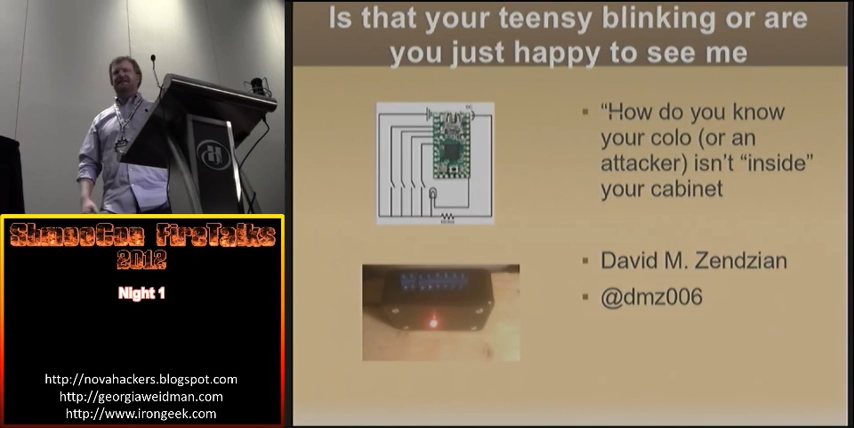 Is that your teensy blinking or are
you just happy to see me
▪ “How do you know
your colo (or an
attacker) isn’t “inside”
your cabinet
▪ David M. Zendzian
▪ @dmz006
ShmooCon FireTalks
2012
Night 1
http://novahackers.blogspot.com
http://georgiaweidman.com
http://www.irongeek.com